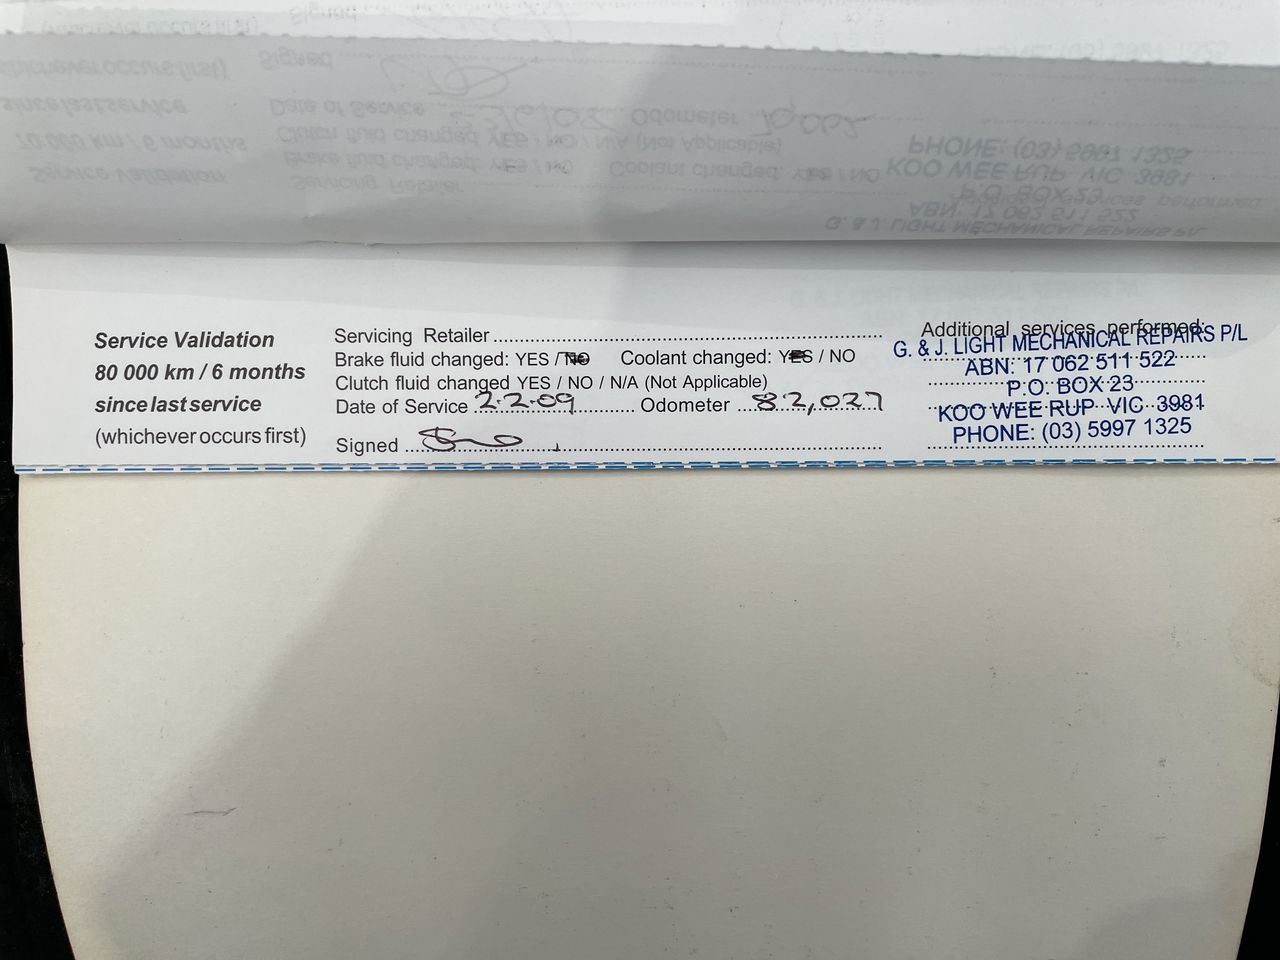 Service Validation
80 000 km / 6 months
since last service
(whichever occurs first)
Servicing Retailer
Brake fluid changed: YES / NO Coolant changed: YES / NO
Clutch fluid changed YES / NO / N/A (Not Applicable)
Date of Service 2.2.09 Odometer 82,027
Signed
Additional services performed:
G. & J. LIGHT MECHANICAL REPAIRS P/L
ABN: 17 062 511 522
P.O. BOX 23
KOO WEE RUP VIC 3981
PHONE: (03) 5997 1325